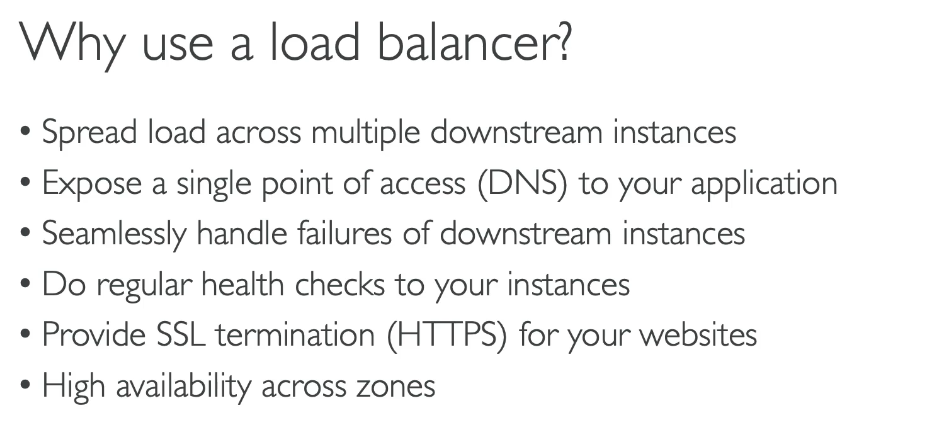 Why use a load balancer?
• Spread load across multiple downstream instances
• Expose a single point of access (DNS) to your application
• Seamlessly handle failures of downstream instances
• Do regular health checks to your instances
• Provide SSL termination (HTTPS) for your websites
• High availability across zones